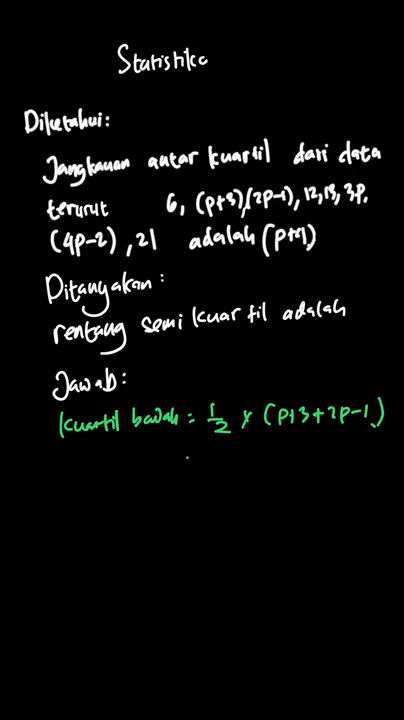 Statistika
Diketahui:
Jangkauan antar kuartil dari data
terurut 6, (p+3),(2p-1), 12, 13, 3p,
(4p-2), 21 adalah (p+4)
Ditanyakan:
rentang semi kuartil adalah
Jawab:
kuartil bawah = 1/2 × (p+3+2p-1)